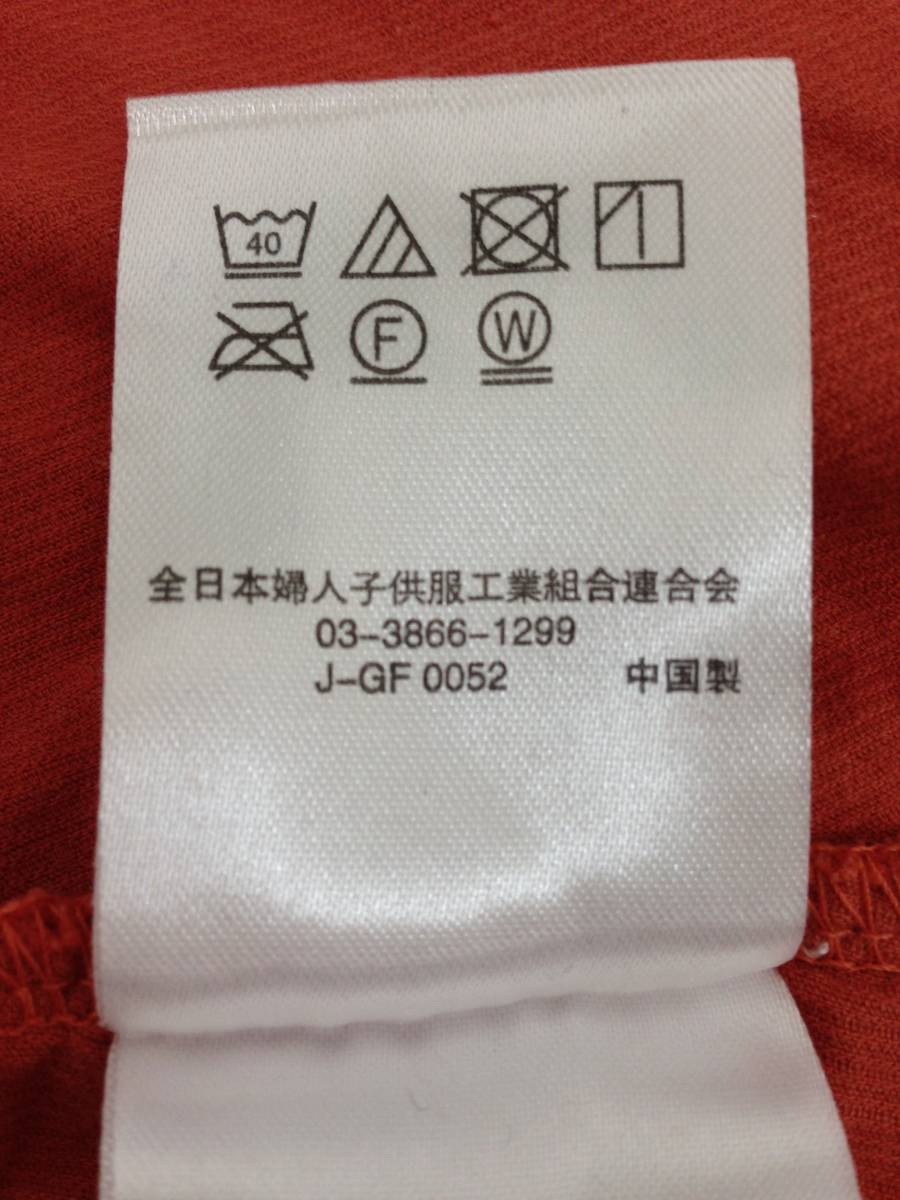 40
F W
全日本婦人子供服工業組合連合会
03-3866-1299
J-GF 0052 中国製